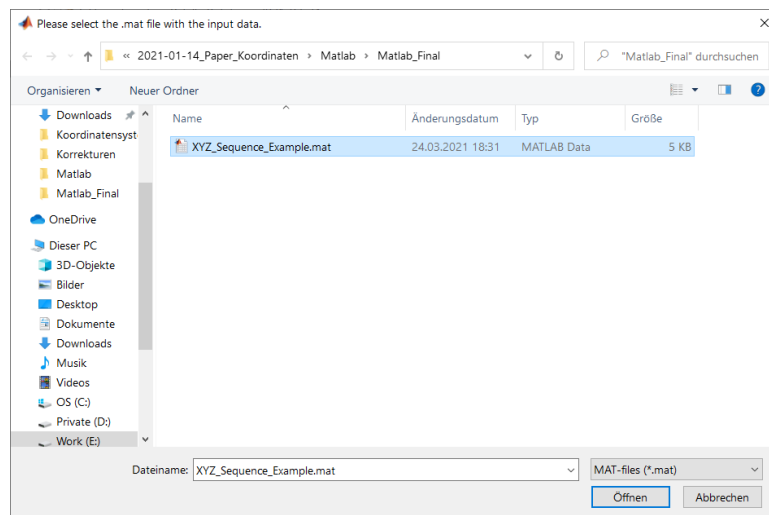 Please select the .mat file with the input data.
« 2021-01-14_Paper_Koordinaten › Matlab › Matlab_Final
"Matlab_Final" durchsuchen
Organisieren Neuer Ordner
Name Änderungsdatum Typ Größe
XYZ_Sequence_Example.mat 24.03.2021 18:31 MATLAB Data 5 KB
Downloads
Koordinatensyst
Korrekturen
Matlab
Matlab_Final
OneDrive
Dieser PC
3D-Objekte
Bilder
Desktop
Dokumente
Downloads
Musik
Videos
OS (C:)
Private (D:)
Work (E:)
Dateiname: XYZ_Sequence_Example.mat MAT-files (*.mat)
Öffnen Abbrechen